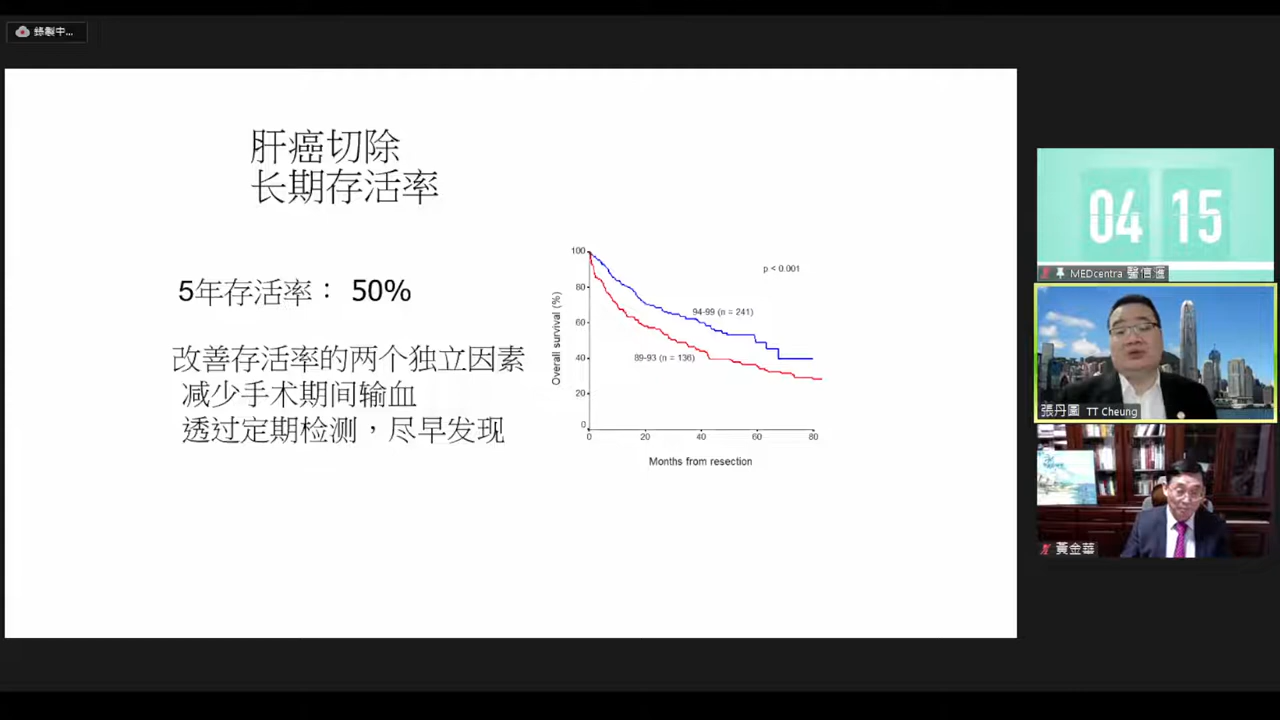 錄製中...
肝癌切除
长期存活率
5年存活率： 50%
改善存活率的两个独立因素
减少手术期间输血
透过定期检测，尽早发现
p < 0.001
94-99 (n = 241)
89-93 (n = 136)
Overall survival (%)
100
80
60
40
20
0
0 20 40 60 80
Months from resection
04 15
MEDcentra 醫信滙
張丹圖 TT Cheung
黃金華